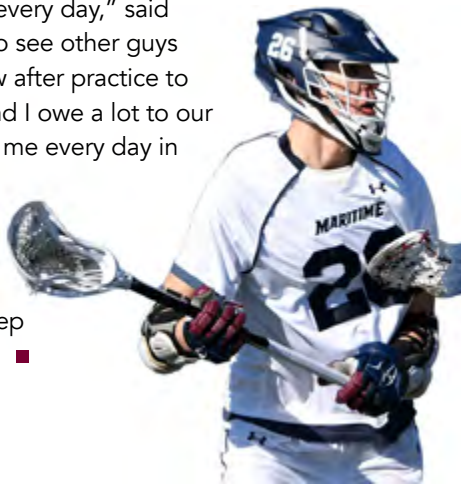 every day,” said
o see other guys
w after practice to
nd I owe a lot to our
me every day in
ep
26
MARITIME
26